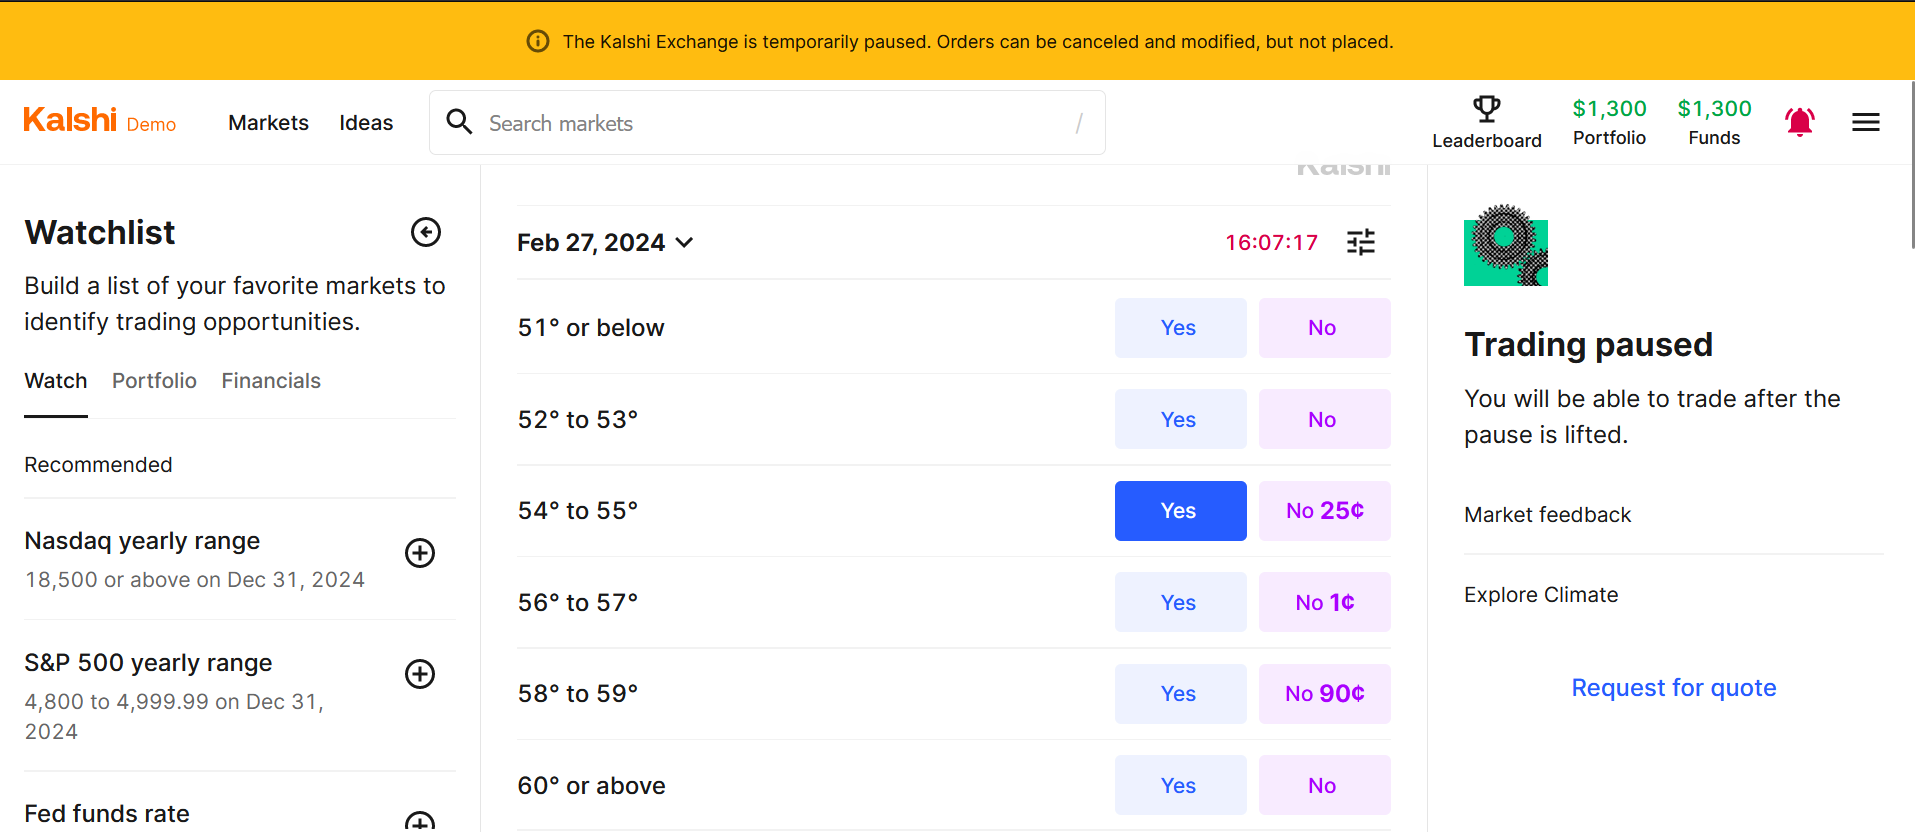 The Kalshi Exchange is temporarily paused. Orders can be canceled and modified, but not placed.
Kalshi Demo
Markets
Ideas
Search markets
/
Leaderboard
$1,300
Portfolio
$1,300
Funds
Watchlist
Build a list of your favorite markets to
identify trading opportunities.
Watch
Portfolio
Financials
Recommended
Nasdaq yearly range
18,500 or above on Dec 31, 2024
S&P 500 yearly range
4,800 to 4,999.99 on Dec 31,
2024
Fed funds rate
Kalshi
Feb 27, 2024
16:07:17
51° or below
Yes
No
52° to 53°
Yes
No
54° to 55°
Yes
No 25¢
56° to 57°
Yes
No 1¢
58° to 59°
Yes
No 90¢
60° or above
Yes
No
Trading paused
You will be able to trade after the
pause is lifted.
Market feedback
Explore Climate
Request for quote